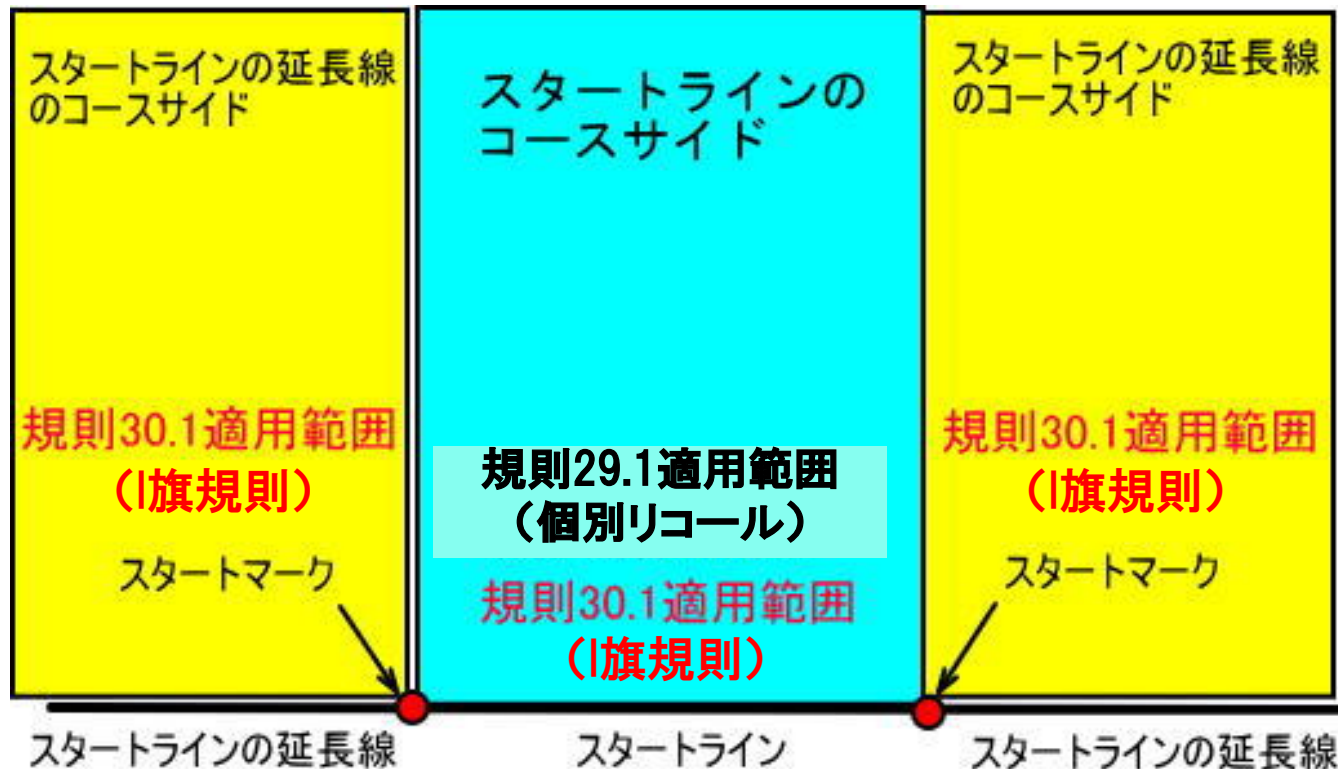 スタートラインの延長線
のコースサイド
スタートラインの
コースサイド
スタートラインの延長線
のコースサイド
規則30.1適用範囲
（I旗規則）
規則29.1適用範囲
（個別リコール）
規則30.1適用範囲
（I旗規則）
規則30.1適用範囲
（I旗規則）
スタートマーク
スタートマーク
スタートラインの延長線
スタートライン
スタートラインの延長線